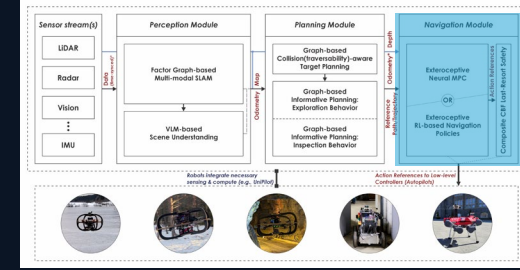 Sensor stream(s)
LiDAR
Radar
Vision
IMU
Data
Perception Module
Factor Graph-based
Multi-modal SLAM
VLM-based
Scene Understanding
Odometry Map
Planning Module
Graph-based
Collision(traversability)-aware
Target Planning
Graph-based
Informative Planning:
Exploration Behavior
Graph-based
Informative Planning:
Inspection Behavior
Odometry* Depth
Reference
Path/Trajectory
Navigation Module
Exteroceptive
Neural MPC
OR
Exteroceptive
RL-based Navigation
Policies
Action References
Composite CBF Last-Resort Safety
Robots integrate necessary
sensing & compute (e.g., UniPilot)
Action References to Low-level
Controllers (Autopilots)